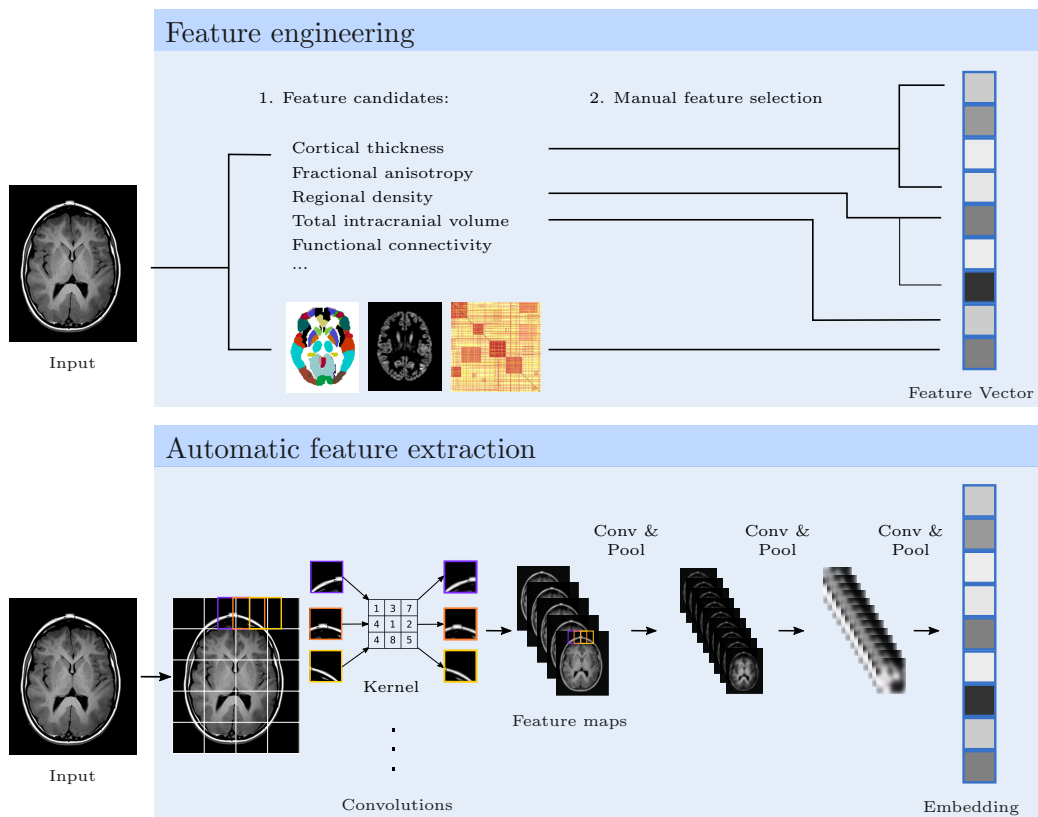 Feature engineering
1. Feature candidates:
2. Manual feature selection
Cortical thickness
Fractional anisotropy
Regional density
Total intracranial volume
Functional connectivity
...
Input
Feature Vector
Automatic feature extraction
Conv &
Pool
Conv &
Pool
Conv &
Pool
1 3 7
4 1 2
4 8 5
Kernel
Feature maps
Input
Convolutions
Embedding